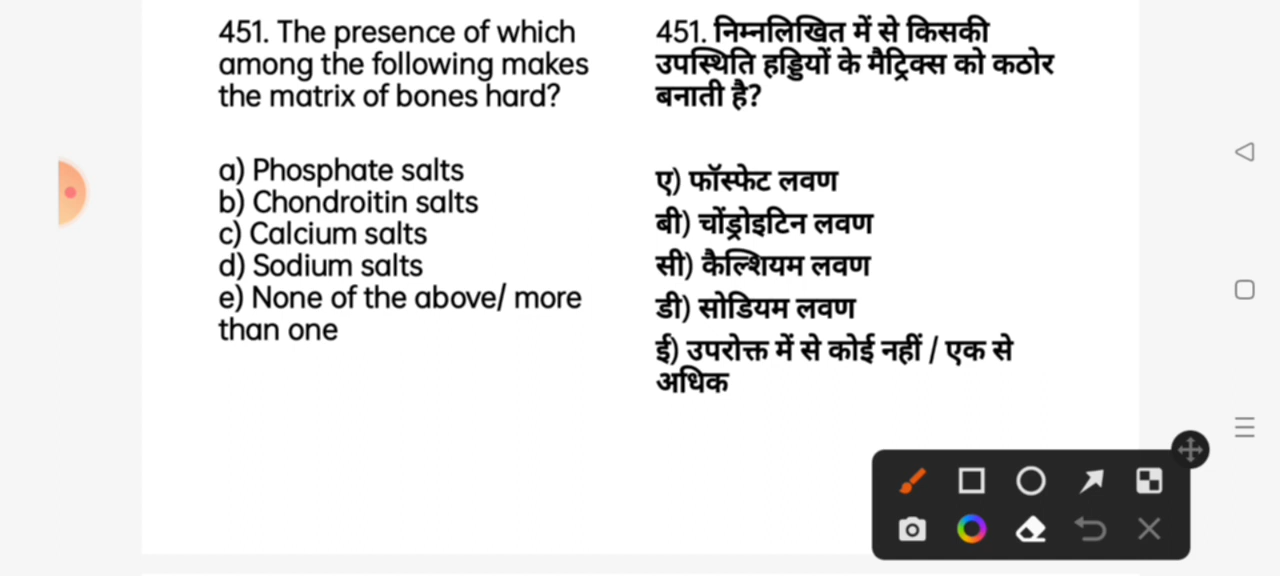 451. The presence of which
among the following makes
the matrix of bones hard?
a) Phosphate salts
b) Chondroitin salts
c) Calcium salts
d) Sodium salts
e) None of the above/ more
than one
451. निम्नलिखित में से किसकी
उपस्थिति हड्डियों के मैट्रिक्स को कठोर
बनाती है?
ए) फॉस्फेट लवण
बी) चोंड्रोइटिन लवण
सी) कैल्शियम लवण
डी) सोडियम लवण
ई) उपरोक्त में से कोई नहीं / एक से
अधिक